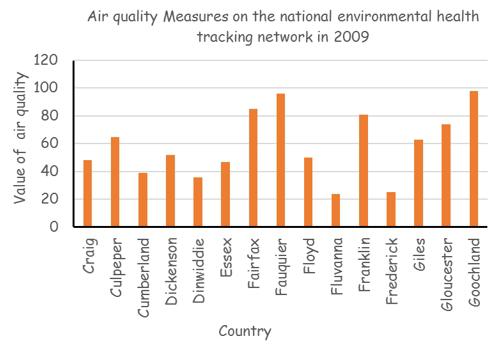 Air quality Measures on the national environmental health
tracking network in 2009
Value of air quality
120
100
80
60
40
20
0
Craig
Culpeper
Cumberland
Dickenson
Dinwiddie
Essex
Fairfax
Fauquier
Floyd
Fluvanna
Franklin
Frederick
Giles
Gloucester
Goochland
Country